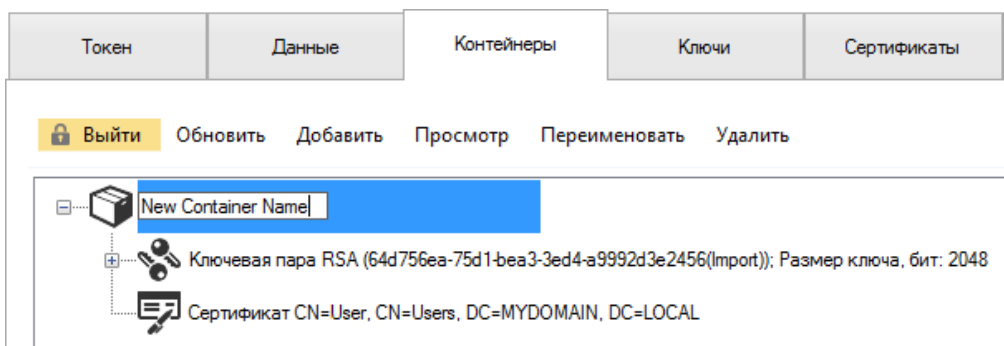 Токен Данные Контейнеры Ключи Сертификаты
Выйти Обновить Добавить Просмотр Переименовать Удалить
New Container Name
Ключевая пара RSA (64d756ea-75d1-bea3-3ed4-a9992d3e2456(Import)); Размер ключа, бит: 2048
Сертификат CN=User, CN=Users, DC=MYDOMAIN, DC=LOCAL